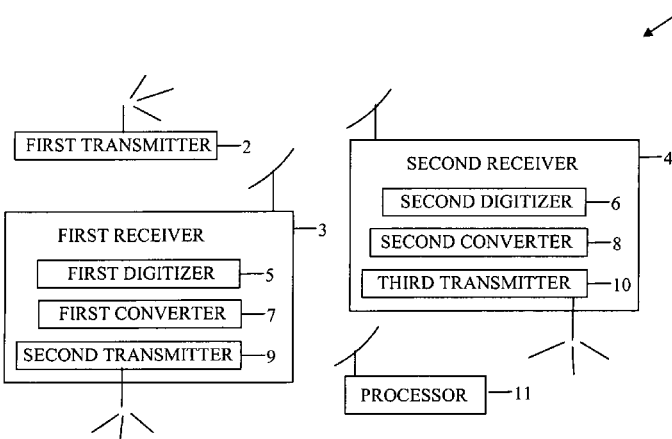 FIRST TRANSMITTER 2
SECOND RECEIVER 4
SECOND DIGITIZER 6
SECOND CONVERTER 8
THIRD TRANSMITTER 10
FIRST RECEIVER 3
FIRST DIGITIZER 5
FIRST CONVERTER 7
SECOND TRANSMITTER 9
PROCESSOR 11